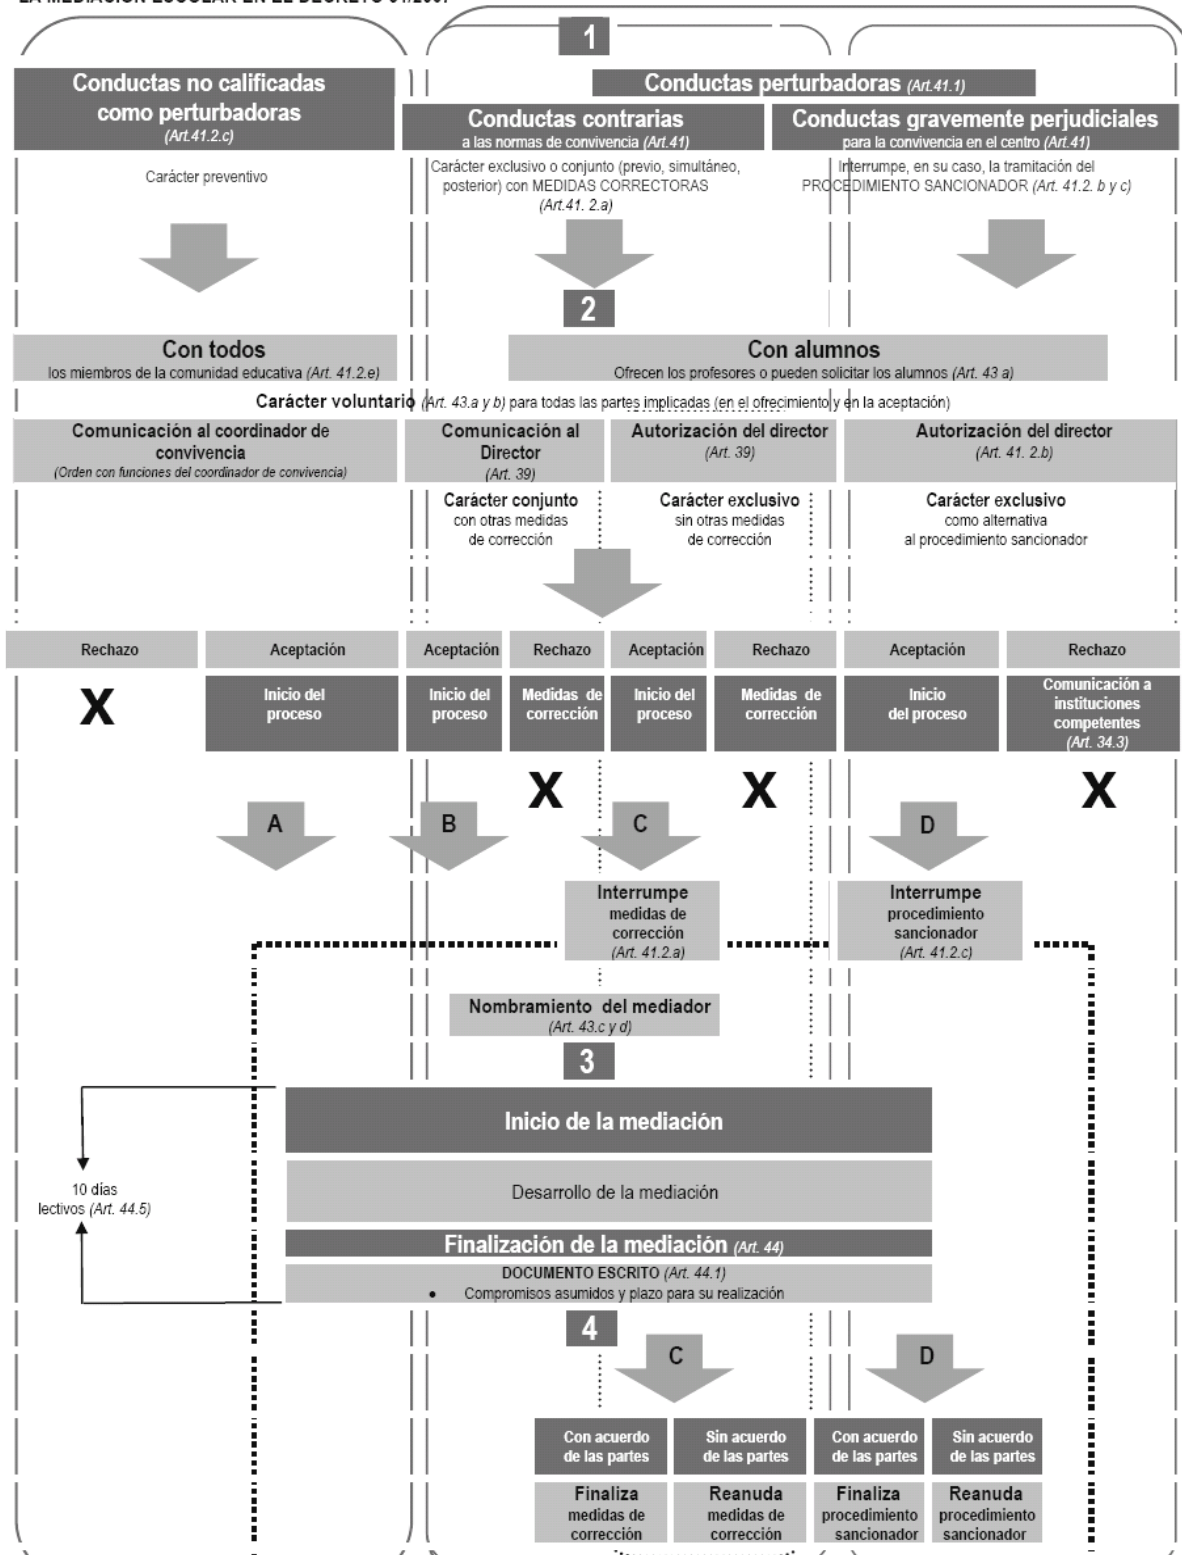 LA MEDIACIÓN ESCOLAR EN EL DECRETO 51/2007
1
Conductas no calificadas
como perturbadoras
(Art.41.2.c)
Conductas perturbadoras (Art.41.1)
Conductas contrarias
a las normas de convivencia (Art.41)
Conductas gravemente perjudiciales
para la convivencia en el centro (Art.41)
Carácter preventivo
Carácter exclusivo o conjunto (previo, simultáneo,
posterior) con MEDIDAS CORRECTORAS
(Art.41. 2.a)
Interrumpe, en su caso, la tramitación del
PROCEDIMIENTO SANCIONADOR (Art. 41.2. b y c)
2
Con todos
los miembros de la comunidad educativa (Art. 41.2.e)
Con alumnos
Ofrecen los profesores o pueden solicitar los alumnos (Art. 43 a)
Carácter voluntario (Art. 43.a y b) para todas las partes implicadas (en el ofrecimiento y en la aceptación)
Comunicación al coordinador de
convivencia
(Orden con funciones del coordinador de convivencia)
Comunicación al
Director
(Art. 39)
Autorización del director
(Art. 39)
Autorización del director
(Art. 41. 2.b)
Carácter conjunto
con otras medidas
de corrección
Carácter exclusivo
sin otras medidas
de corrección
Carácter exclusivo
como alternativa
al procedimiento sancionador
Rechazo
Aceptación
Aceptación
Rechazo
Aceptación
Rechazo
Aceptación
Rechazo
X
Inicio del
proceso
Inicio del
proceso
Medidas de
corrección
Inicio del
proceso
Medidas de
corrección
Inicio
del proceso
Comunicación a
instituciones
competentes
(Art. 34.3)
X
X
X
A
B
C
D
Interrumpe
medidas de
corrección
(Art. 41.2.a)
Interrumpe
procedimiento
sancionador
(Art. 41.2.c)
Nombramiento del mediador
(Art. 43.c y d)
3
Inicio de la mediación
10 días
lectivos (Art. 44.5)
Desarrollo de la mediación
Finalización de la mediación (Art. 44)
DOCUMENTO ESCRITO (Art. 44.1)
• Compromisos asumidos y plazo para su realización
4
C
D
Con acuerdo
de las partes
Sin acuerdo
de las partes
Con acuerdo
de las partes
Sin acuerdo
de las partes
Finaliza
medidas de
corrección
Reanuda
medidas de
corrección
Finaliza
procedimiento
sancionador
Reanuda
procedimiento
sancionador